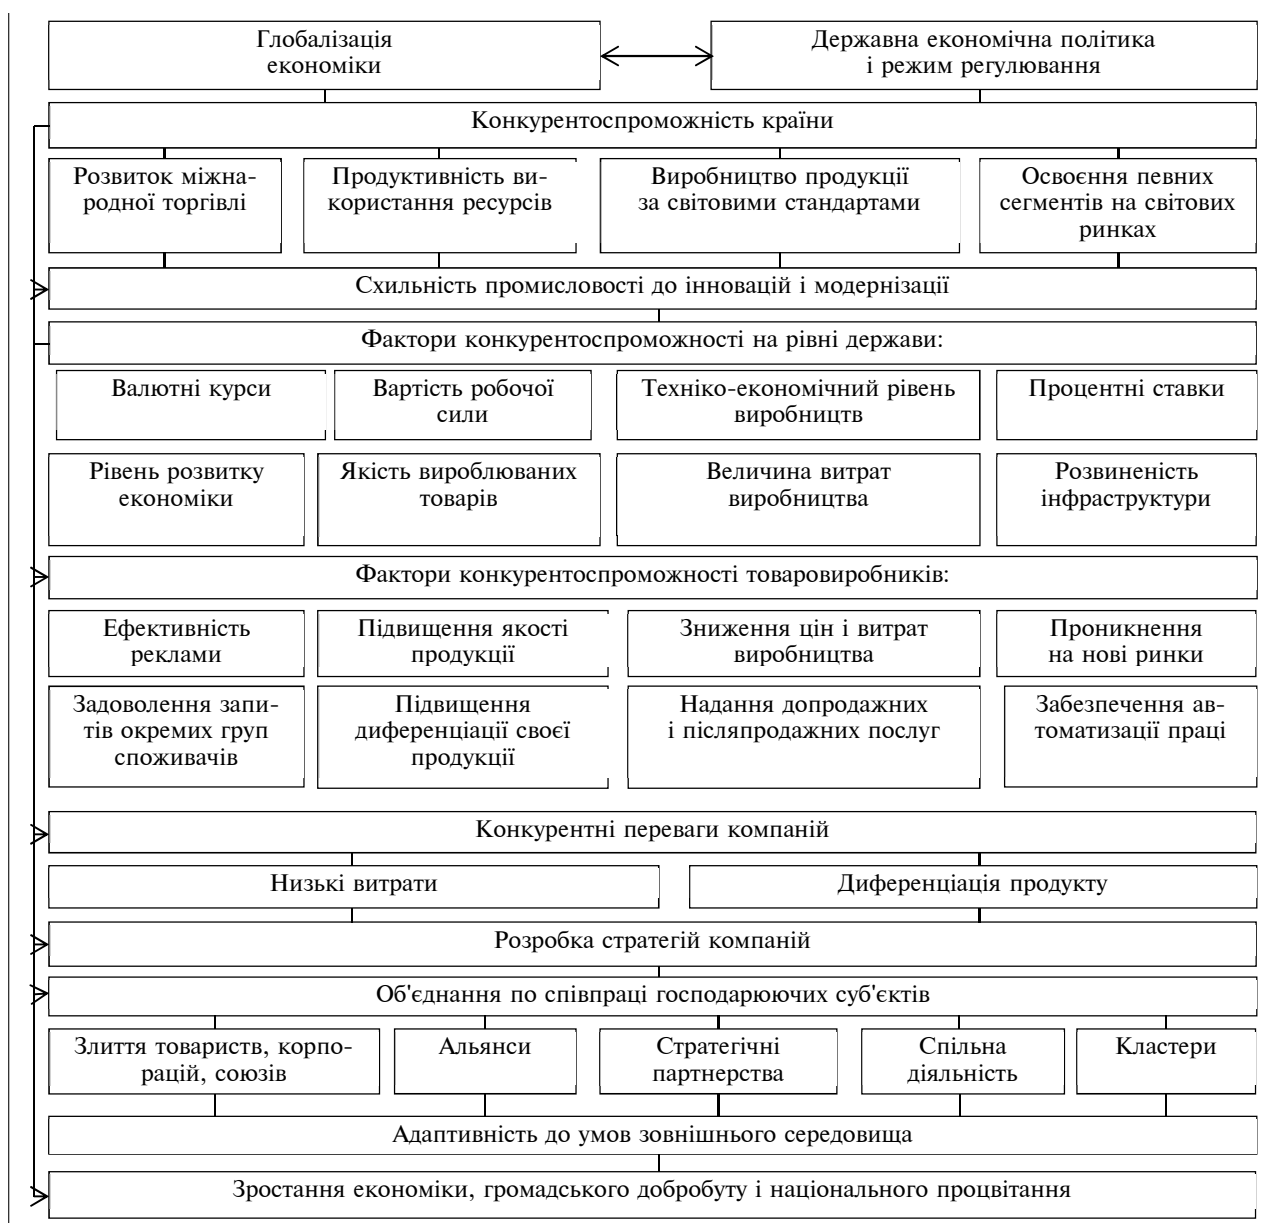 Глобалізація
економіки
Державна економічна політика
і режим регулювання
Конкурентоспроможність країни
Розвиток міжна-
родної торгівлі
Продуктивність ви-
користання ресурсів
Виробництво продукції
за світовими стандартами
Освоєння певних
сегментів на світових
ринках
Схильність промисловості до інновацій і модернізації
Фактори конкурентоспроможності на рівні держави:
Валютні курси
Вартість робочої
сили
Техніко-економічний рівень
виробництв
Процентні ставки
Рівень розвитку
економіки
Якість вироблюваних
товарів
Величина витрат
виробництва
Розвиненість
інфраструктури
Фактори конкурентоспроможності товаровиробників:
Ефективність
реклами
Підвищення якості
продукції
Зниження цін і витрат
виробництва
Проникнення
на нові ринки
Задоволення запи-
тів окремих груп
споживачів
Підвищення
диференціації своєї
продукції
Надання допродажних
і післяпродажних послуг
Забезпечення ав-
томатизації праці
Конкурентні переваги компаній
Низькі витрати
Диференціація продукту
Розробка стратегій компаній
Об'єднання по співпраці господарюючих суб'єктів
Злиття товариств, корпо-
рацій, союзів
Альянси
Стратегічні
партнерства
Спільна
діяльність
Кластери
Адаптивність до умов зовнішнього середовища
Зростання економіки, громадського добробуту і національного процвітання